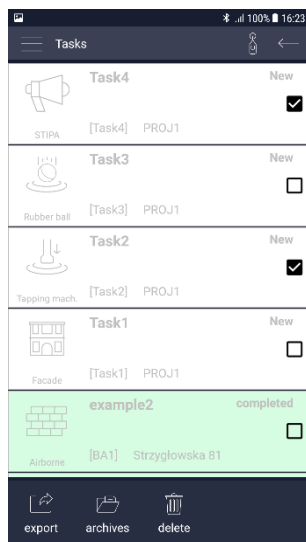 100% 16:23
Tasks
Task4 New
STIPA [Task4] PROJ1
Task3 New
Rubber ball [Task3] PROJ1
Task2 New
Tapping mach. [Task2] PROJ1
Task1 New
Facade [Task1] PROJ1
example2 completed
Airborne [BA1] Strzygłowska 81
export archives delete